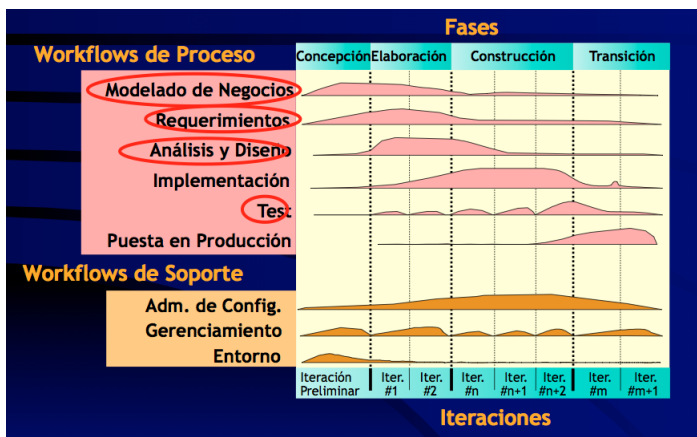 Fases
Workflows de Proceso
Concepción Elaboración Construcción Transición
Modelado de Negocios
Requerimientos
Análisis y Diseño
Implementación
Test
Puesta en Producción
Workflows de Soporte
Adm. de Config.
Gerenciamiento
Entorno
Iteración Preliminar
Iter. #1
Iter. #2
Iter. #n
Iter. #n+1
Iter. #n+2
Iter. #m
Iter. #m+1
Iteraciones